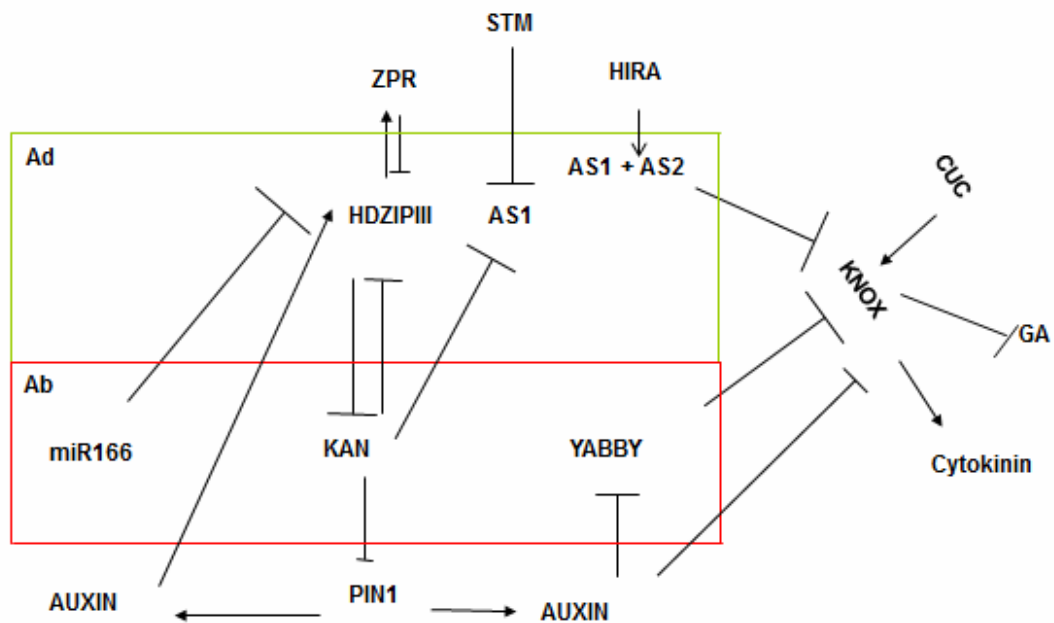 STM
ZPR
HIRA
Ad
AS1 + AS2
CUC
HDZIPIII
AS1
KNOX
GA
Ab
miR166
KAN
YABBY
Cytokinin
AUXIN
PIN1
AUXIN